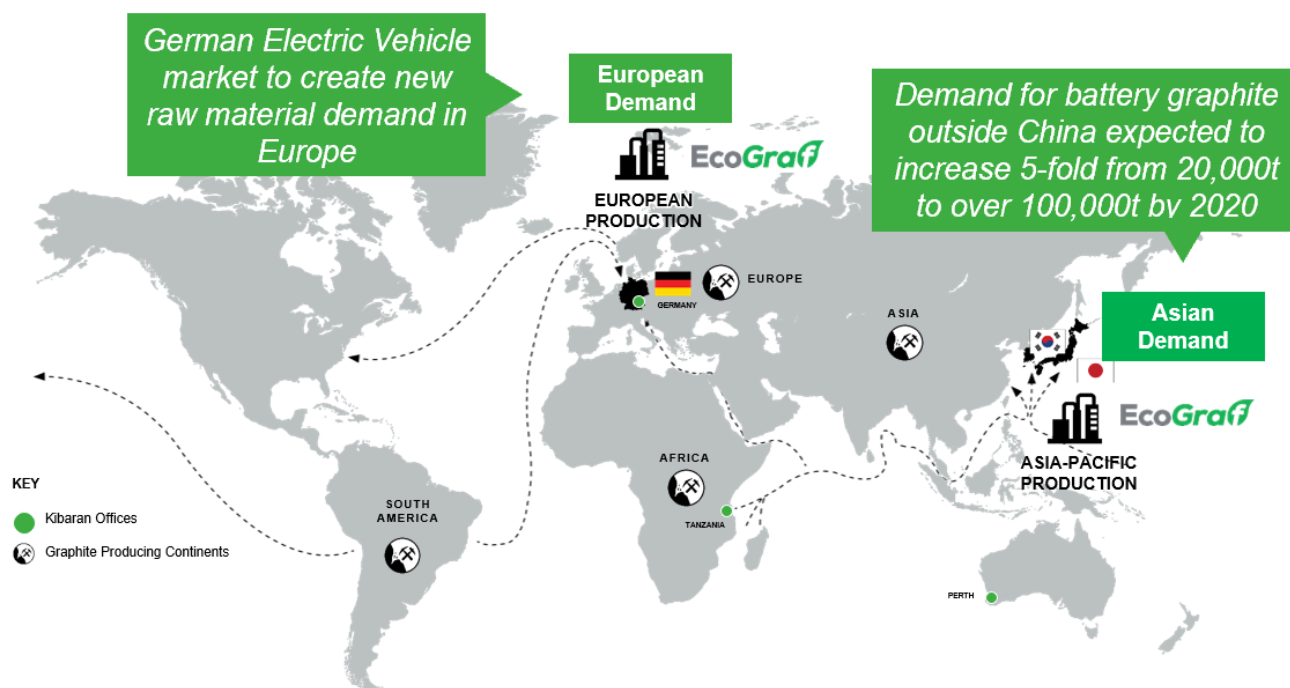 German Electric Vehicle
market to create new
raw material demand in
Europe
European
Demand
EcoGraf
EUROPEAN
PRODUCTION
Demand for battery graphite
outside China expected to
increase 5-fold from 20,000t
to over 100,000t by 2020
GERMANY
EUROPE
ASIA
Asian
Demand
EcoGraf
ASIA-PACIFIC
PRODUCTION
AFRICA
TANZANIA
SOUTH
AMERICA
PERTH
KEY
Kibaran Offices
Graphite Producing Continents